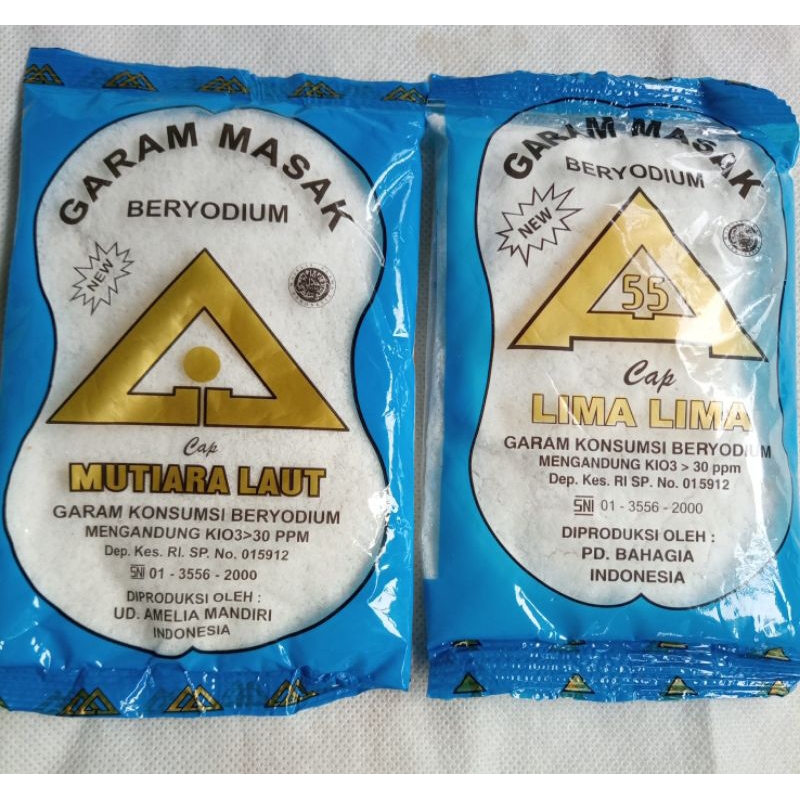 GARAM MASAK
BERYODIUM
NEW
Cap
MUTIARA LAUT
GARAM KONSUMSI BERYODIUM
MENGANDUNG KIO3>30 PPM
Dep. Kes. RI. SP. No. 015912
SNI 01 - 3556 - 2000
DIPRODUKSI OLEH :
UD. AMELIA MANDIRI
INDONESIA
GARAM MASAK
BERYODIUM
NEW
55
Cap
LIMA LIMA
GARAM KONSUMSI BERYODIUM
MENGANDUNG KIO3 > 30 ppm
Dep. Kes. RI SP. No. 015912
SNI 01 - 3556 - 2000
DIPRODUKSI OLEH :
PD. BAHAGIA
INDONESIA